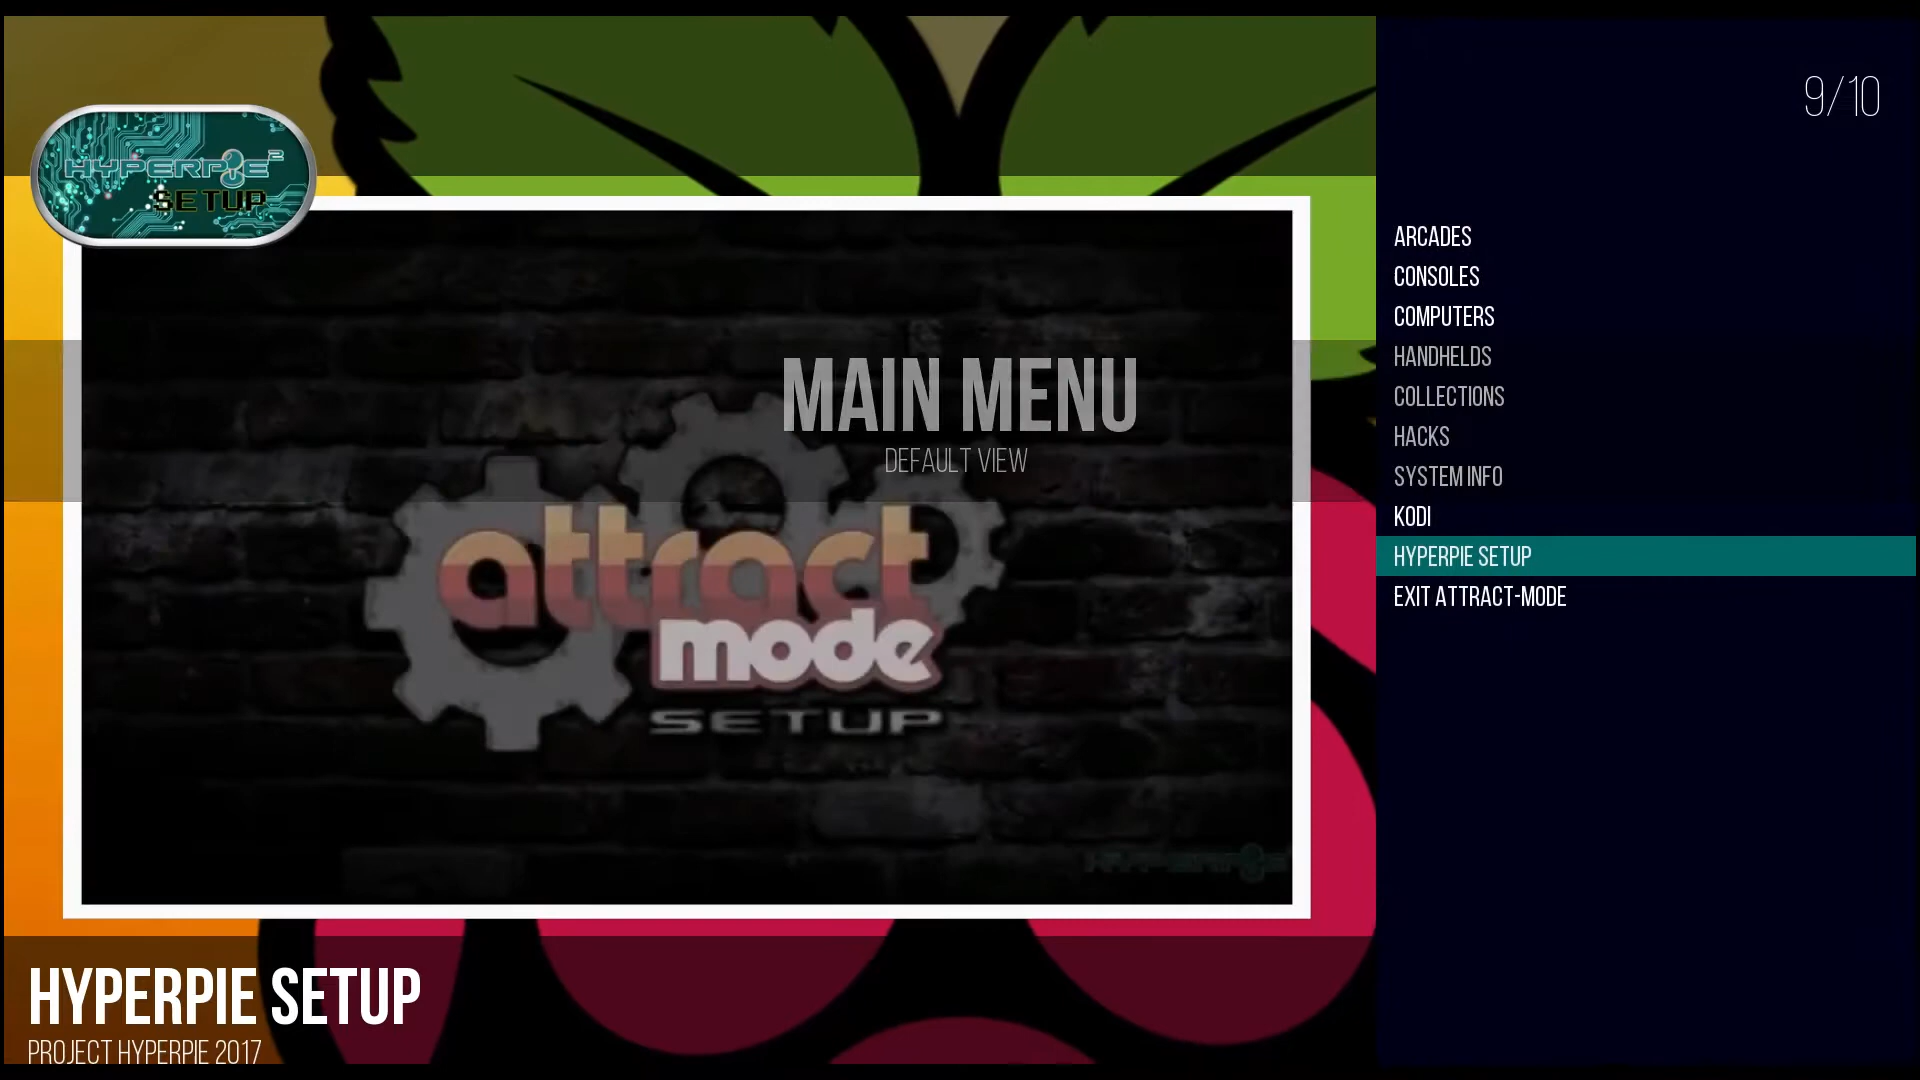 9/10
HYPERPIE2
SETUP
MAIN MENU
DEFAULT VIEW
attract
mode
SETUP
HYPERPIE
ARCADES
CONSOLES
COMPUTERS
HANDHELDS
COLLECTIONS
HACKS
SYSTEM INFO
KODI
HYPERPIE SETUP
EXIT ATTRACT-MODE
HYPERPIE SETUP
PROJECT HYPERPIE 2017